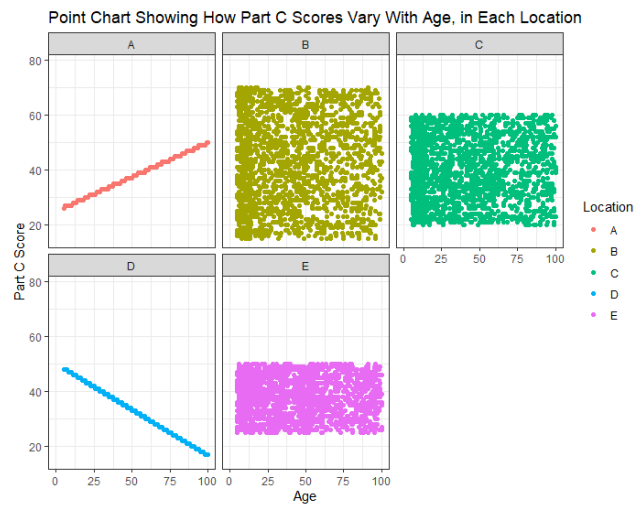 Point Chart Showing How Part C Scores Vary With Age, in Each Location
A B C
80
60
40
20
0 25 50 75 100
D E
80
60
40
20
0 25 50 75 100 0 25 50 75 100
Part C Score
Age
Location
A
B
C
D
E